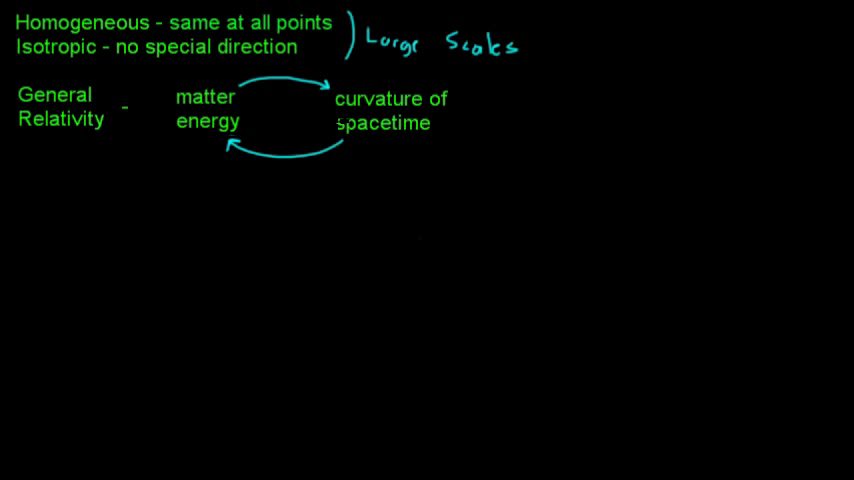 Homogeneous - same at all points
Isotropic - no special direction
Large Scales
General Relativity - matter energy
curvature of spacetime